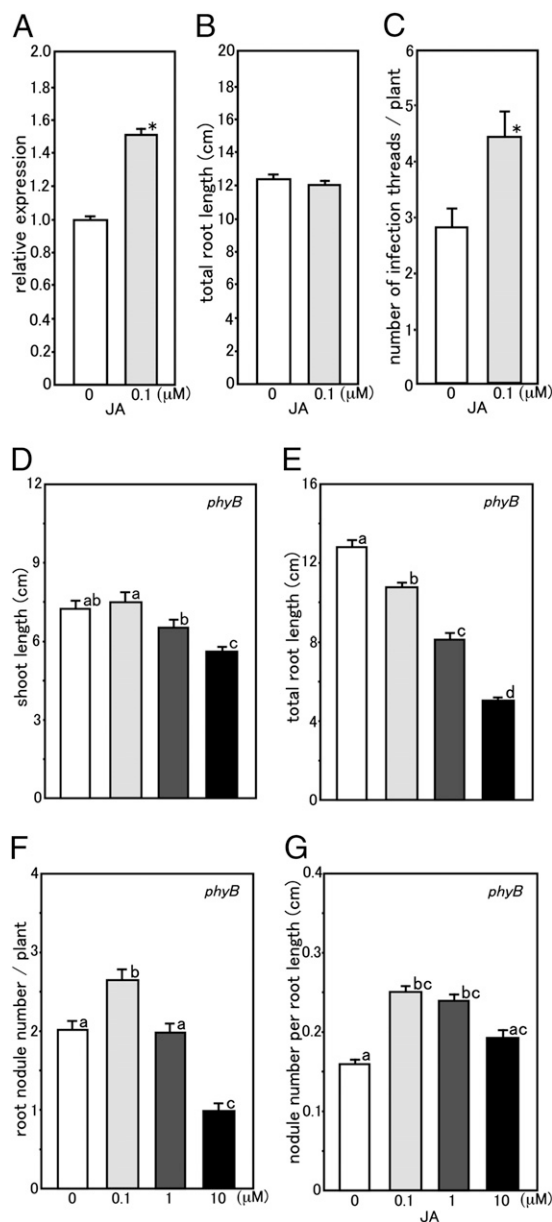 A
B
C
relative expression
2.0
1.8
1.6
1.4
1.2
1.0
0.8
0.6
0.4
0.2
0
*
0
0.1 (μM)
JA
total root length (cm)
20
18
16
14
12
10
8
6
4
2
0
0
0.1 (μM)
JA
number of infection threads / plant
6
5
4
3
2
1
0
*
0
0.1 (μM)
JA
D
E
shoot length (cm)
12
9
6
3
0
phyB
ab
a
b
c
total root length (cm)
16
12
8
4
0
phyB
a
b
c
d
F
G
root nodule number / plant
4
3
2
1
0
phyB
a
b
a
c
0
0.1
1
10
(μM)
nodule number per root length (cm)
0.4
0.3
0.2
0.1
0
phyB
a
bc
bc
ac
0
0.1
1
10
(μM)
JA